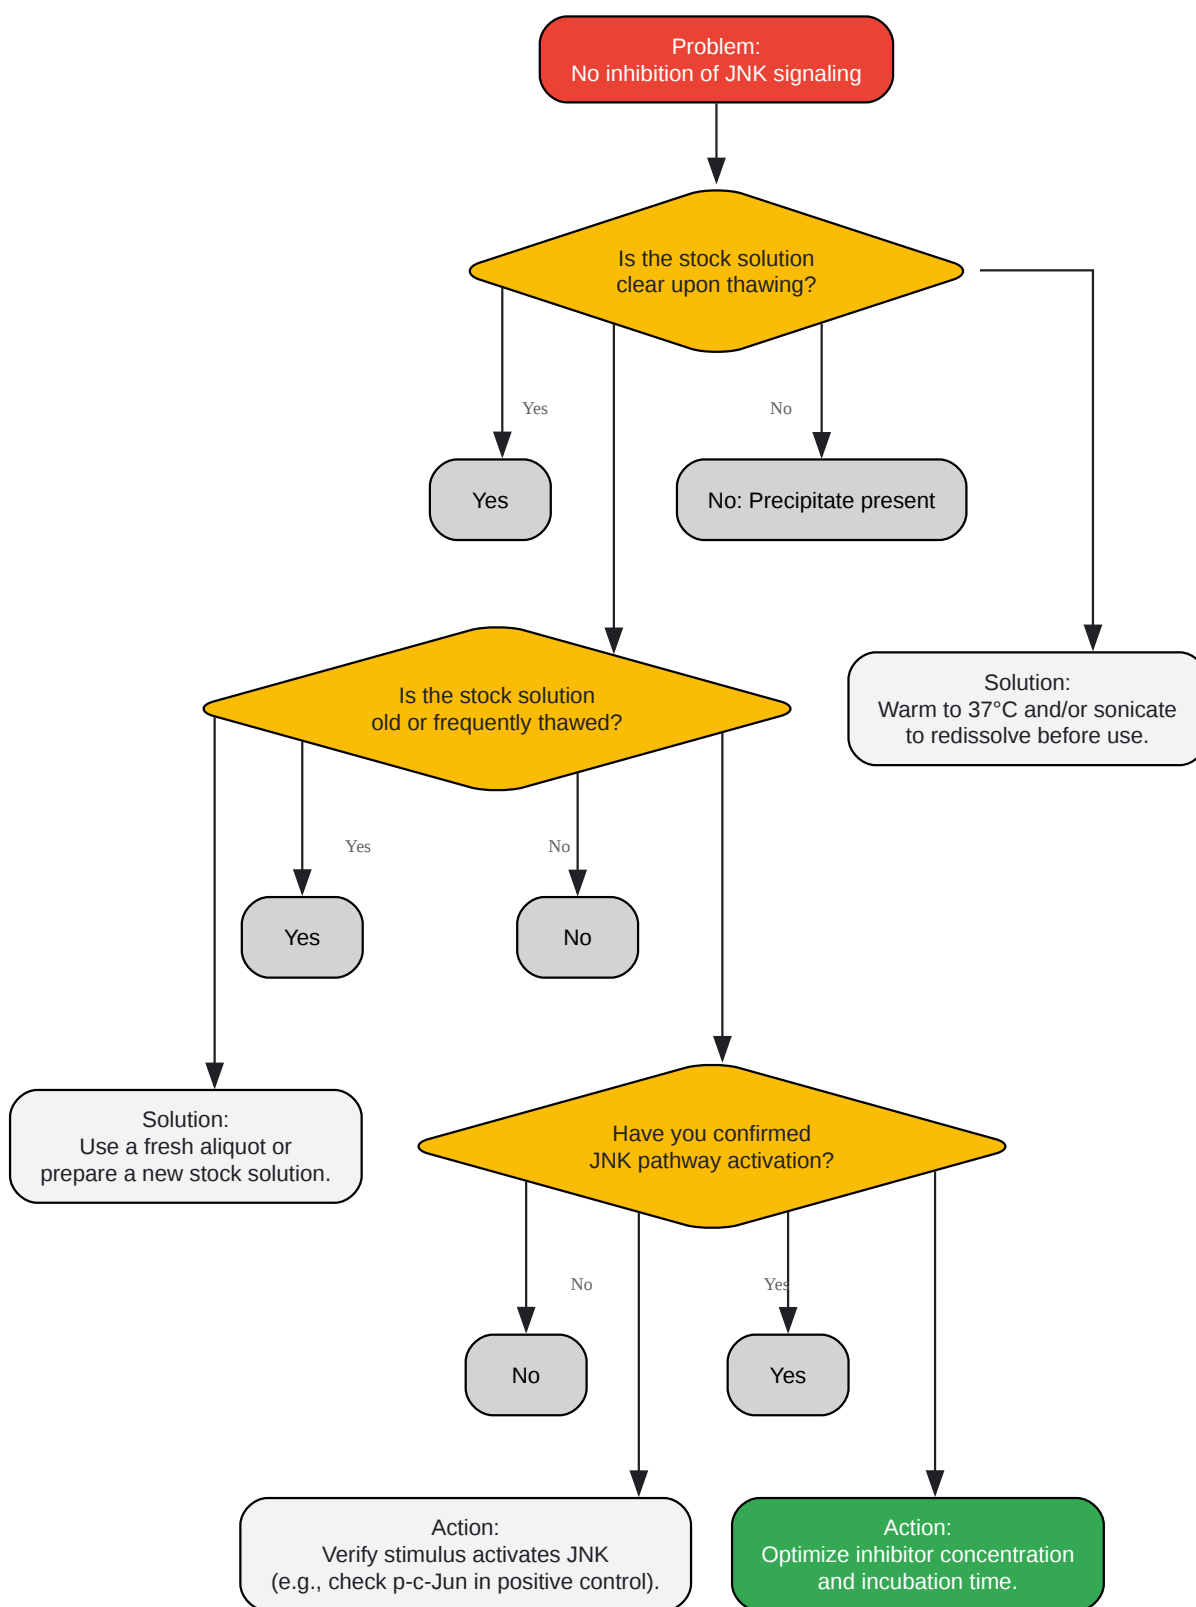 Problem:
No inhibition of JNK signaling
Is the stock solution
clear upon thawing?
Yes
No
Yes
No: Precipitate present
Is the stock solution
old or frequently thawed?
Solution:
Warm to 37°C and/or sonicate
to redissolve before use.
Yes
No
Yes
No
Solution:
Use a fresh aliquot or
prepare a new stock solution.
Have you confirmed
JNK pathway activation?
No
Yes
No
Yes
Action:
Verify stimulus activates JNK
(e.g., check p-c-Jun in positive control).
Action:
Optimize inhibitor concentration
and incubation time.